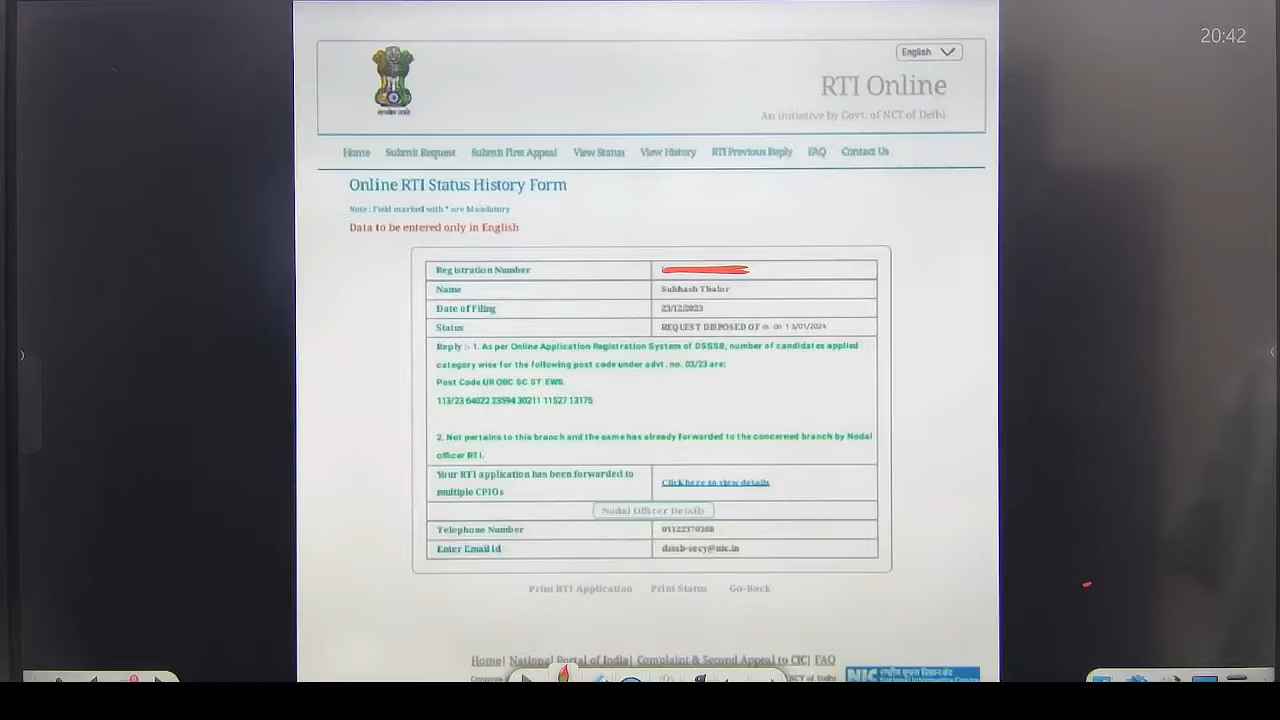 20:42
English
RTI Online
An initiative by Govt. of NCT of Delhi
सत्यमेव जयते
Home Submit Request Submit First Appeal View Status View History RTI Previous Reply FAQ Contact Us
Online RTI Status History Form
Note : Field marked with * are Mandatory
Data to be entered only in English
Registration Number
Name Subhash Thalor
Date of Filing 23/12/2023
Status REQUEST DISPOSED OF
Reply :- 1. As per Online Application Registration System of DSSSB, number of candidates applied
category wise for the following post code under advt. no. 03/23 are:
Post Code UR OBC SC ST EWS
113/23 64022 23594 30211 11527 13175
2. Not pertains to this branch and the same has already forwarded to the concerned branch by Nodal
officer RTI.
Your RTI application has been forwarded to
multiple CPIOs
Click here to view details
Nodal Officer Details
Telephone Number
Enter Email Id dsssb-secy@nic.in
Print RTI Application Print Status Go-Back
Home| National Portal of India| Complaint & Second Appeal to CIC| FAQ
NIC
National Informatics Centre